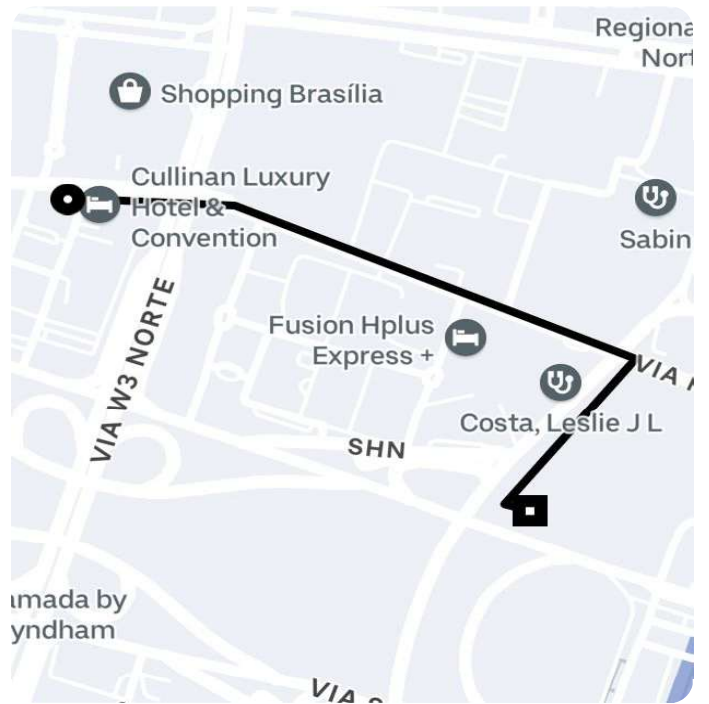 Regiona
Nort
Shopping Brasília
Cullinan Luxury
Hotel &
Convention
Sabin
VIA W3 NORTE
Fusion Hplus
Express +
VIA
Costa, Leslie J L
SHN
amada by
yndham
VIA S